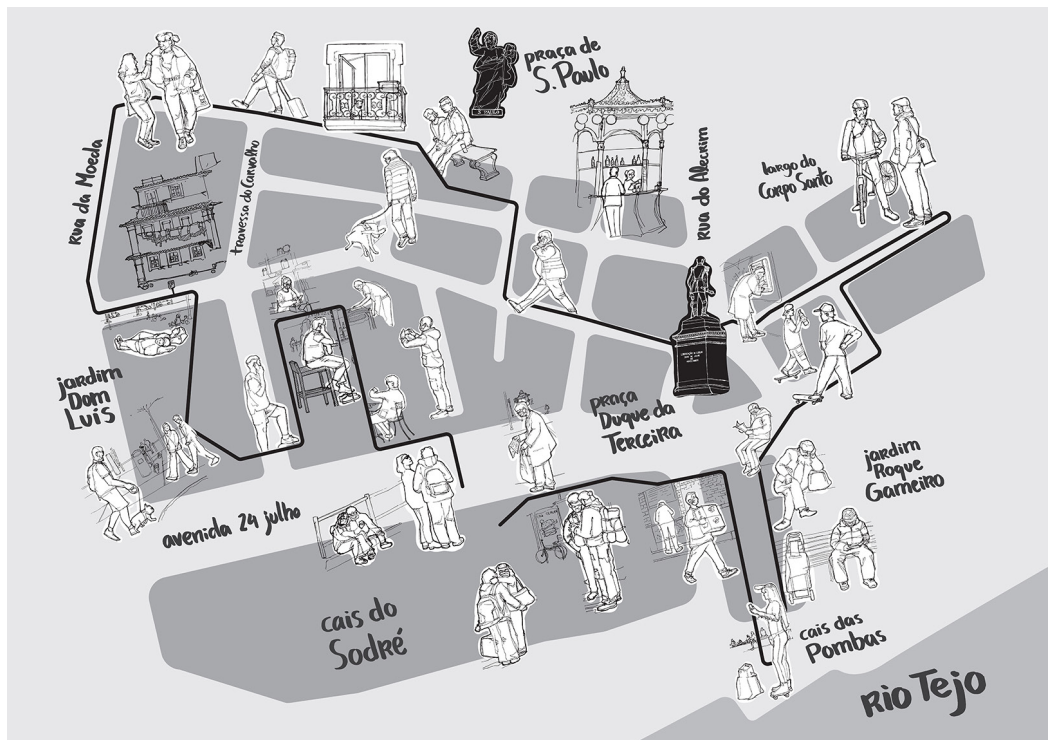 praça de
S. Paulo
S. PAULO
rua da Moeda
travessa do Carvalho
rua do Alecrim
largo do
Corpo Santo
jardim
Dom
Luís
praça
Duque da
Terceira
jardim
Roque
Gameiro
avenida 24 julho
cais do
Sodré
cais das
Pombas
Rio Tejo